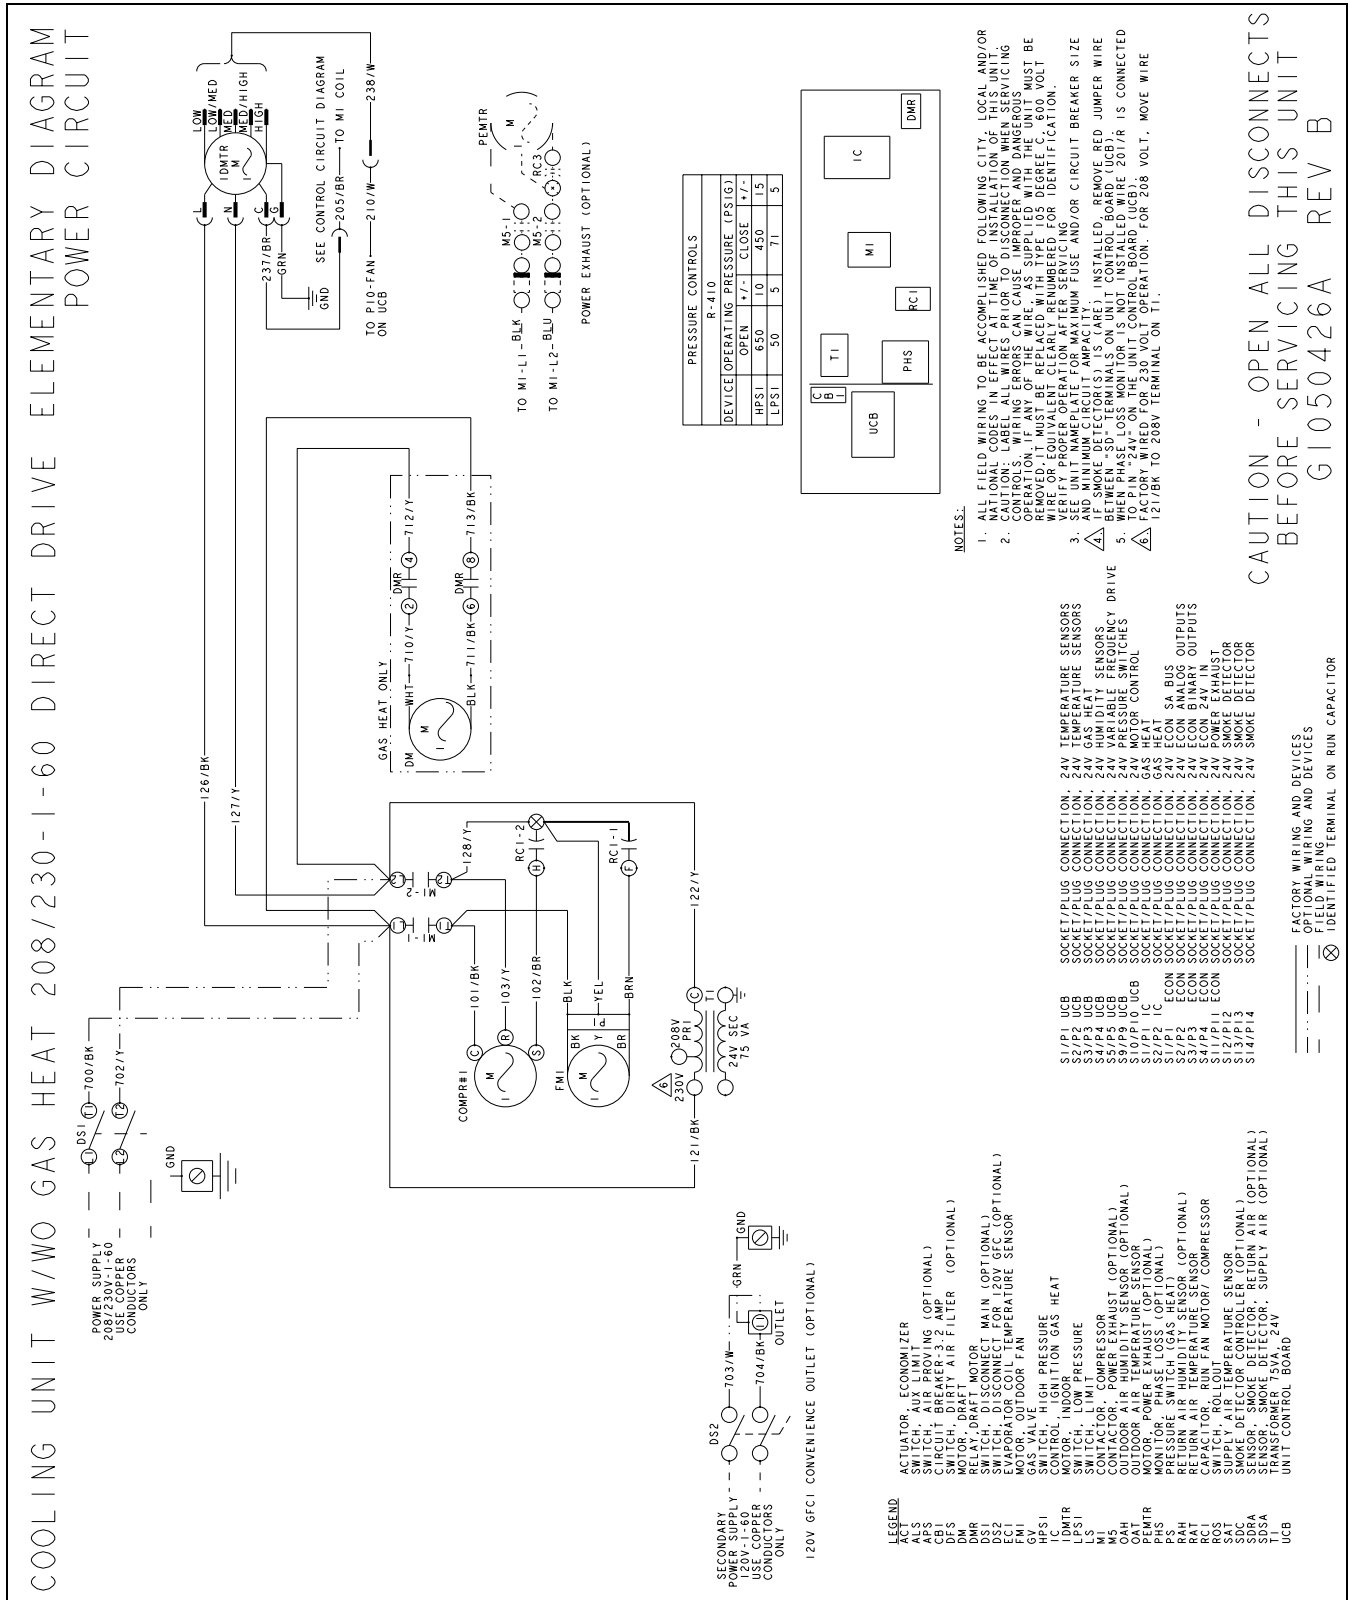 COOLING UNIT W/WO GAS HEAT 208/230-1-60 DIRECT DRIVE ELEMENTARY DIAGRAM
POWER CIRCUIT
POWER SUPPLY
208/230V-1-60
USE COPPER
CONDUCTORS
ONLY
DS1
L1
T1
700/BK
L2
T2
702/Y
GND
L
N
C
G
IDMTR
M
1
LOW
LOW/MED
MED
MED/HIGH
HIGH
237/BR
GRN
GND
SEE CONTROL CIRCUIT DIAGRAM
205/BR
TO M1 COIL
TO P10-FAN
ON UCB
210/W
238/W
126/BK
127/Y
L1
M1-1
T1
L2
M1-2
T2
128/Y
RC1-2
H
RC1-1
F
101/BK
103/Y
102/BR
C
R
S
COMPR#1
M
1
FM1
M
1
BK
Y
BR
P1
BLK
YEL
BRN
122/Y
121/BK
230V
6
208V
PRI
C
T1
24V SEC
75 VA
GAS HEAT ONLY
DM
M
1
WHT
710/Y
2
DMR
4
712/Y
BLK
711/BK
6
DMR
8
713/BK
TO M1-L1
BLK
M5-1
TO M1-L2
BLU
M5-2
RC3
PEMTR
M
POWER EXHAUST (OPTIONAL)
SECONDARY
POWER SUPPLY
120V-1-60
USE COPPER
CONDUCTORS
ONLY
DS2
703/W
704/BK
OUTLET
GRN
GND
120V GFCI CONVENIENCE OUTLET (OPTIONAL)
PRESSURE CONTROLS
R-410
DEVICE OPERATING PRESSURE (PSIG)
OPEN +/- CLOSE +/-
HPS1 650 10 450 15
LPS1 50 5 71 5
UCB
CB1
T1
PHS
RC1
M1
IC
DMR
LEGEND
ACT ACTUATOR, ECONOMIZER
ALS SWITCH, AUX LIMIT
APS SWITCH, AIR PROVING (OPTIONAL)
CB1 CIRCUIT BREAKER-3.2 AMP
DFS SWITCH, DIRTY AIR FILTER (OPTIONAL)
DM MOTOR, DRAFT
DMR RELAY,DRAFT MOTOR
DS1 SWITCH, DISCONNECT MAIN (OPTIONAL)
DS2 SWITCH, DISCONNECT FOR 120V GFC (OPTIONAL)
EC1 EVAPORATOR COIL TEMPERATURE SENSOR
FM1 MOTOR, OUTDOOR FAN
GV GAS VALVE
HPS1 SWITCH, HIGH PRESSURE
IC CONTROL, IGNITION GAS HEAT
IDMTR MOTOR, INDOOR
LPS1 SWITCH, LOW PRESSURE
LS SWITCH, LIMIT
M1 CONTACTOR, COMPRESSOR
M5 CONTACTOR, POWER EXHAUST (OPTIONAL)
OAH OUTDOOR AIR HUMIDITY SENSOR (OPTIONAL)
OAT OUTDOOR AIR TEMPERATURE SENSOR
PEMTR MOTOR, POWER EXHAUST (OPTIONAL)
PHS MONITOR, PHASE LOSS (OPTIONAL)
PS PRESSURE SWITCH (GAS HEAT)
RAH RETURN AIR HUMIDITY SENSOR (OPTIONAL)
RAT RETURN AIR TEMPERATURE SENSOR
RC1 CAPACITOR, RUN FAN MOTOR/ COMPRESSOR
ROS SWITCH, ROLLOUT
SAT SUPPLY AIR TEMPERATURE SENSOR
SDC SMOKE DETECTOR CONTROLLER (OPTIONAL)
SDRA SENSOR, SMOKE DETECTOR, RETURN AIR (OPTIONAL)
SDSA SENSOR, SMOKE DETECTOR, SUPPLY AIR (OPTIONAL)
T1 TRANSFORMER 75VA, 24V
UCB UNIT CONTROL BOARD
S1/P1 UCB SOCKET/PLUG CONNECTION, 24V TEMPERATURE SENSORS
S2/P2 UCB SOCKET/PLUG CONNECTION, 24V TEMPERATURE SENSORS
S3/P3 UCB SOCKET/PLUG CONNECTION, 24V GAS HEAT
S4/P4 UCB SOCKET/PLUG CONNECTION, 24V HUMIDITY SENSORS
S5/P5 UCB SOCKET/PLUG CONNECTION, 24V VARIABLE FREQUENCY DRIVE
S9/P9 UCB SOCKET/PLUG CONNECTION, 24V PRESSURE SWITCHES
S10/P10 UCB SOCKET/PLUG CONNECTION, 24V MOTOR CONTROL
S1/P1 IC SOCKET/PLUG CONNECTION, GAS HEAT
S2/P2 IC SOCKET/PLUG CONNECTION, GAS HEAT
S1/P1 ECON SOCKET/PLUG CONNECTION, 24V ECON SA BUS
S2/P2 ECON SOCKET/PLUG CONNECTION, 24V ECON ANALOG OUTPUTS
S3/P3 ECON SOCKET/PLUG CONNECTION, 24V ECON BINARY OUTPUTS
S4/P4 ECON SOCKET/PLUG CONNECTION, 24V ECON 24V IN
S11/P11 ECON SOCKET/PLUG CONNECTION, 24V POWER EXHAUST
S12/P12 SOCKET/PLUG CONNECTION, 24V SMOKE DETECTOR
S13/P13 SOCKET/PLUG CONNECTION, 24V SMOKE DETECTOR
S14/P14 SOCKET/PLUG CONNECTION, 24V SMOKE DETECTOR
FACTORY WIRING AND DEVICES
OPTIONAL WIRING AND DEVICES
FIELD WIRING
IDENTIFIED TERMINAL ON RUN CAPACITOR
NOTES:
1. ALL FIELD WIRING TO BE ACCOMPLISHED FOLLOWING CITY, LOCAL AND/OR
NATIONAL CODES IN EFFECT AT TIME OF INSTALLATION OF THIS UNIT.
2. CAUTION: LABEL ALL WIRES PRIOR TO DISCONNECTION WHEN SERVICING
CONTROLS. WIRING ERRORS CAN CAUSE IMPROPER AND DANGEROUS
OPERATION.IF ANY OF THE WIRE, AS SUPPLIED WITH THE UNIT MUST BE
REMOVED,IT MUST BE REPLACED WITH TYPE 105 DEGREE C, 600 VOLT
WIRE OR EQUIVALENT CLEARLY RENUMBERED FOR IDENTIFICATION.
VERIFY PROPER OPERATION AFTER SERVICING
3. SEE UNIT NAMEPLATE FOR MAXIMUM FUSE AND/OR CIRCUIT BREAKER SIZE
AND MINIMUM CIRCUIT AMPACITY.
4. IF SMOKE DETECTOR(S) IS (ARE) INSTALLED, REMOVE RED JUMPER WIRE
BETWEEN "SD" TERMINALS ON UNIT CONTROL BOARD (UCB).
5. WHEN PHASE LOSS MONITOR IS NOT INSTALLED WIRE 201/R IS CONNECTED
TO PIN "24V" ON THE UNIT CONTROL BOARD (UCB).
6. FACTORY WIRED FOR 230 VOLT OPERATION. FOR 208 VOLT, MOVE WIRE
121/BK TO 208V TERMINAL ON T1.
CAUTION - OPEN ALL DISCONNECTS
BEFORE SERVICING THIS UNIT
G1050426A REV B